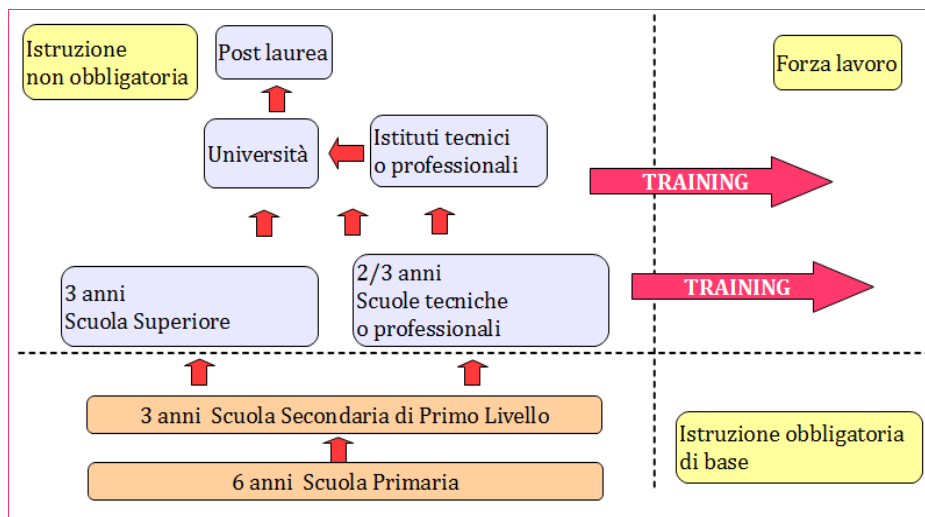 Istruzione
non obbligatoria
Post laurea
Forza lavoro
Università
Istituti tecnici
o professionali
TRAINING
3 anni
Scuola Superiore
2/3 anni
Scuole tecniche
o professionali
TRAINING
3 anni Scuola Secondaria di Primo Livello
6 anni Scuola Primaria
Istruzione obbligatoria
di base